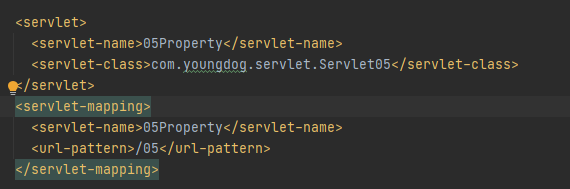 <servlet>
<servlet-name>05Property</servlet-name>
<servlet-class>com.youngdog.servlet.Servlet05</servlet-class>
</servlet>
<servlet-mapping>
<servlet-name>05Property</servlet-name>
<url-pattern>/05</url-pattern>
</servlet-mapping>